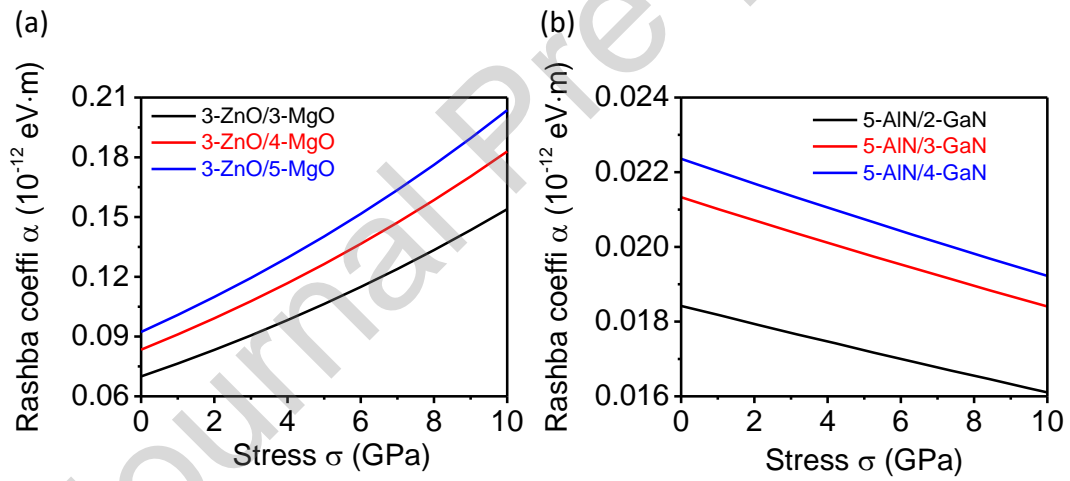 (a)
(b)
Rashba coeffi α (10⁻¹² eV·m)
0.21
0.18
0.15
0.12
0.09
0.06
3-ZnO/3-MgO
3-ZnO/4-MgO
3-ZnO/5-MgO
0 2 4 6 8 10
Stress σ (GPa)
Rashba coeffi α (10⁻¹² eV·m)
0.024
0.022
0.020
0.018
0.016
5-AlN/2-GaN
5-AlN/3-GaN
5-AlN/4-GaN
0 2 4 6 8 10
Stress σ (GPa)
Journal Pre